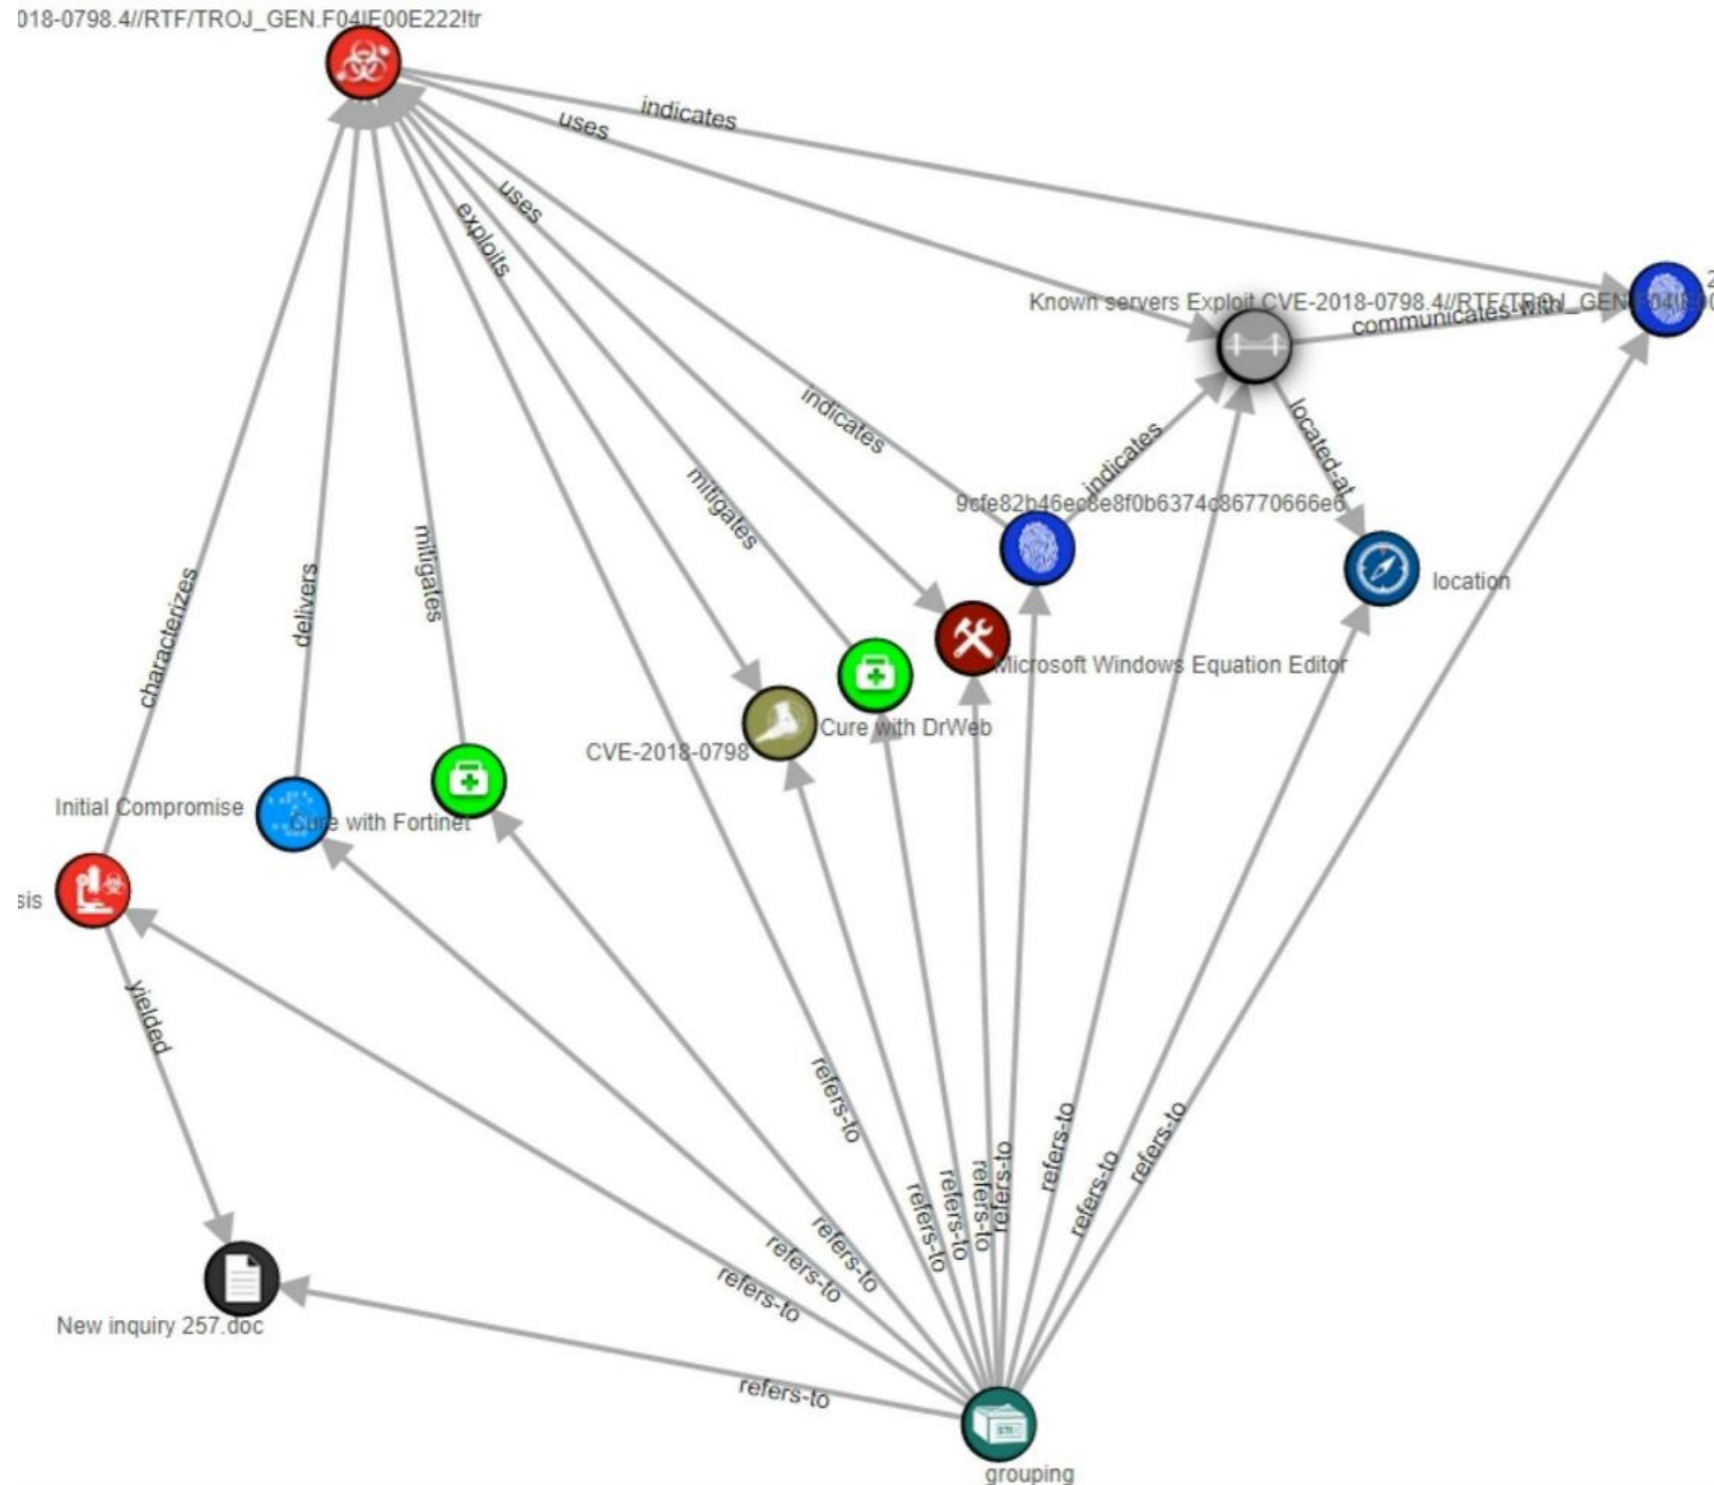 018-0798.4//RTF/TROJ_GEN.F04IE00E222!tr
indicates
uses
uses
exploits
Known servers Exploit.CVE-2018-0798.4//RTF/TROJ_GEN.F04IE00
2
communicates-with
indicates
located-at
indicates
mitigates
9cfe82b46ec8e8f0b6374c86770666e6
location
mitigates
delivers
characterizes
Microsoft Windows Equation Editor
Cure with DrWeb
CVE-2018-0798
Initial Compromise
Cure with Fortinet
sis
yielded
refers-to
refers-to
refers-to
refers-to
refers-to
refers-to
refers-to
refers-to
refers-to
refers-to
refers-to
refers-to
New inquiry 257.doc
grouping